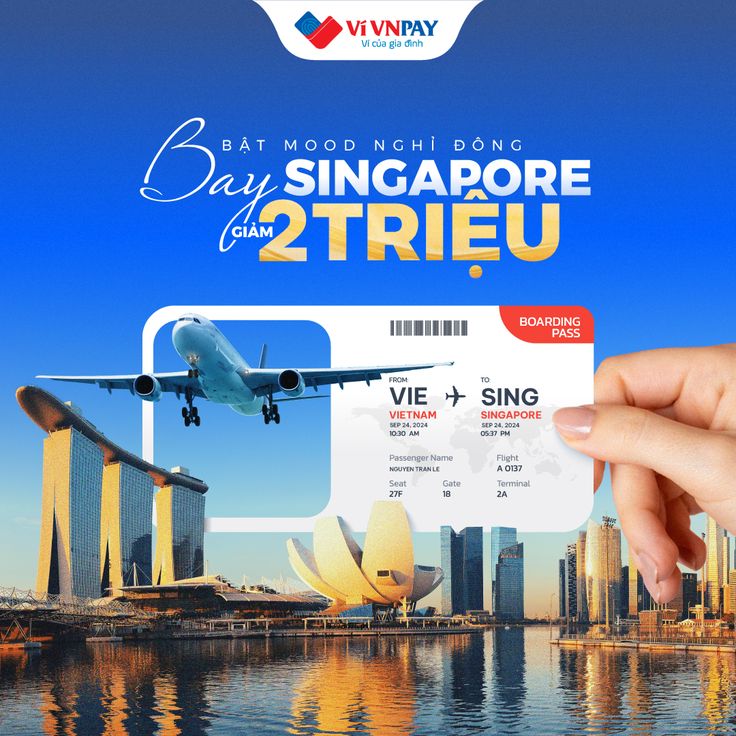 Ví VNPAY
Ví của gia đình
BẬT MOOD NGHỈ ĐÔNG
Bay SINGAPORE
GIẢM 2 TRIỆU
BOARDING
PASS
FROM: TO:
VIE SING
VIETNAM SINGAPORE
SEP 24, 2024 SEP 24, 2024
10:30 AM 05:37 PM
Passenger Name Flight
NGUYEN TRAN LE A 0137
Seat Gate Terminal
27F 18 2A